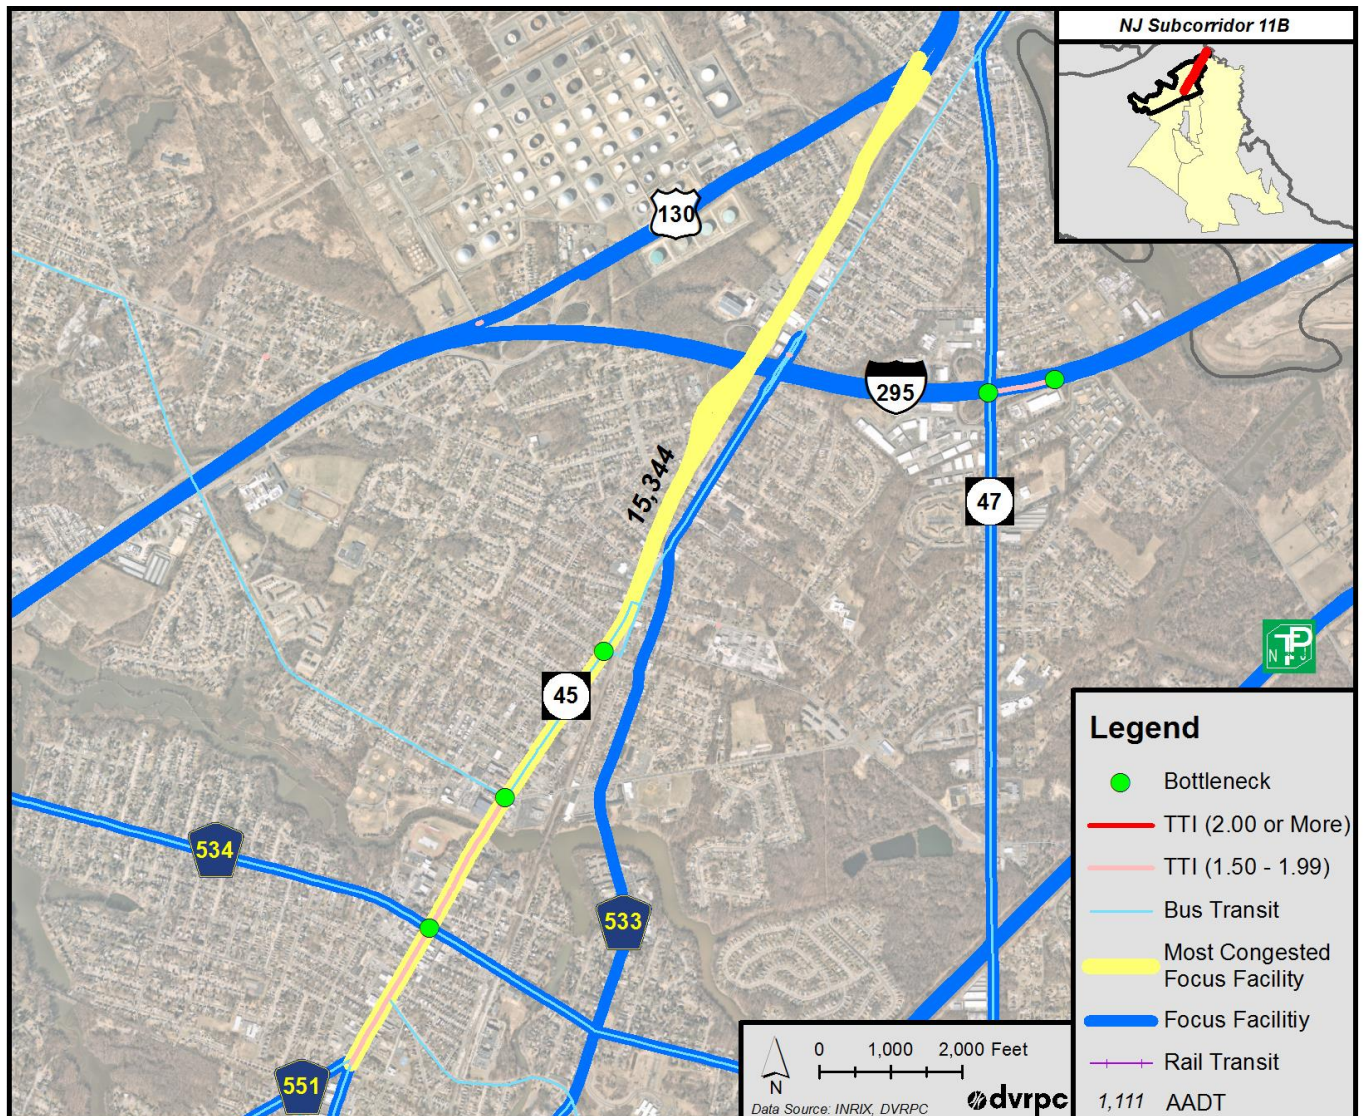 NJ Subcorridor 11B
130
295
15,344
47
N TP J
45
534
533
551
Legend
Bottleneck
TTI (2.00 or More)
TTI (1.50 - 1.99)
Bus Transit
Most Congested
Focus Facility
Focus Facilitiy
Rail Transit
1,111 AADT
0 1,000 2,000 Feet
N
Data Source: INRIX, DVRPC
dvrpc